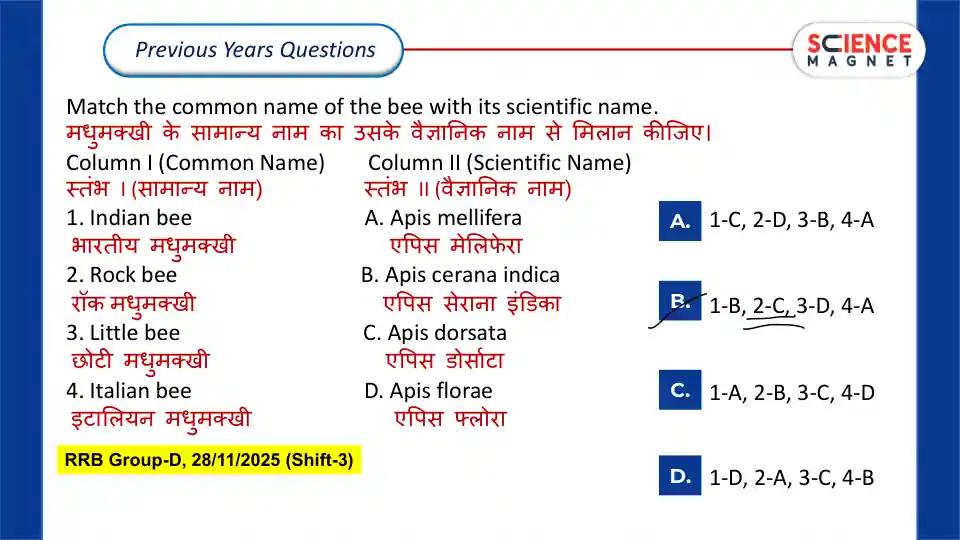 Previous Years Questions
SCIENCE
MAGNET
Match the common name of the bee with its scientific name.
मधुमक्खी के सामान्य नाम का उसके वैज्ञानिक नाम से मिलान कीजिए।
Column I (Common Name) Column II (Scientific Name)
स्तंभ I (सामान्य नाम) स्तंभ II (वैज्ञानिक नाम)
1. Indian bee A. Apis mellifera
भारतीय मधुमक्खी एपिस मेलिफेरा
2. Rock bee B. Apis cerana indica
रॉक मधुमक्खी एपिस सेराना इंडिका
3. Little bee C. Apis dorsata
छोटी मधुमक्खी एपिस डोर्साटा
4. Italian bee D. Apis florae
इटालियन मधुमक्खी एपिस फ्लोरा
RRB Group-D, 28/11/2025 (Shift-3)
A. 1-C, 2-D, 3-B, 4-A
B. 1-B, 2-C, 3-D, 4-A
C. 1-A, 2-B, 3-C, 4-D
D. 1-D, 2-A, 3-C, 4-B